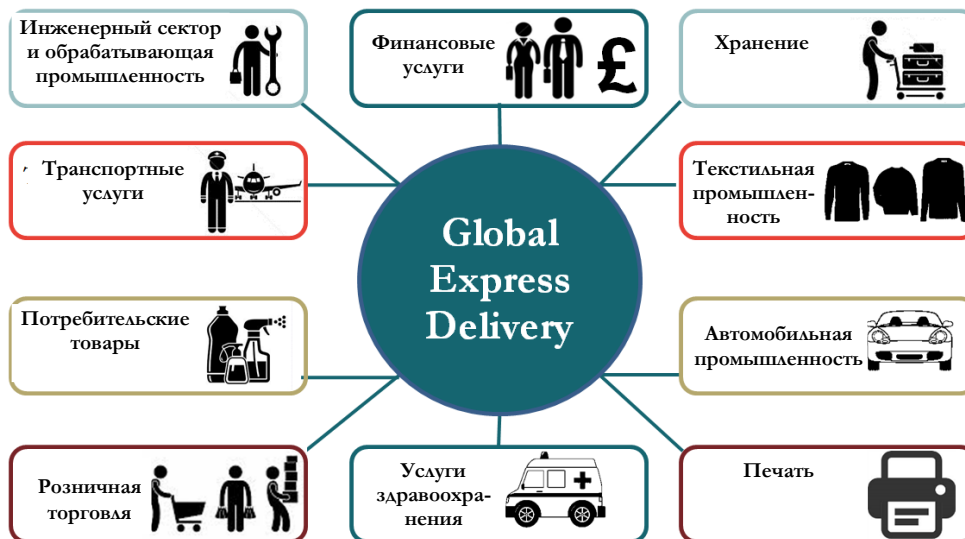 Инженерный сектор
и обрабатывающая
промышленность
Финансовые
услуги
£
Хранение
Транспортные
услуги
Текстильная
промышлен-
ность
Global
Express
Delivery
Потребительские
товары
Автомобильная
промышленность
Розничная
торговля
Услуги
здравоохра-
нения
Печать